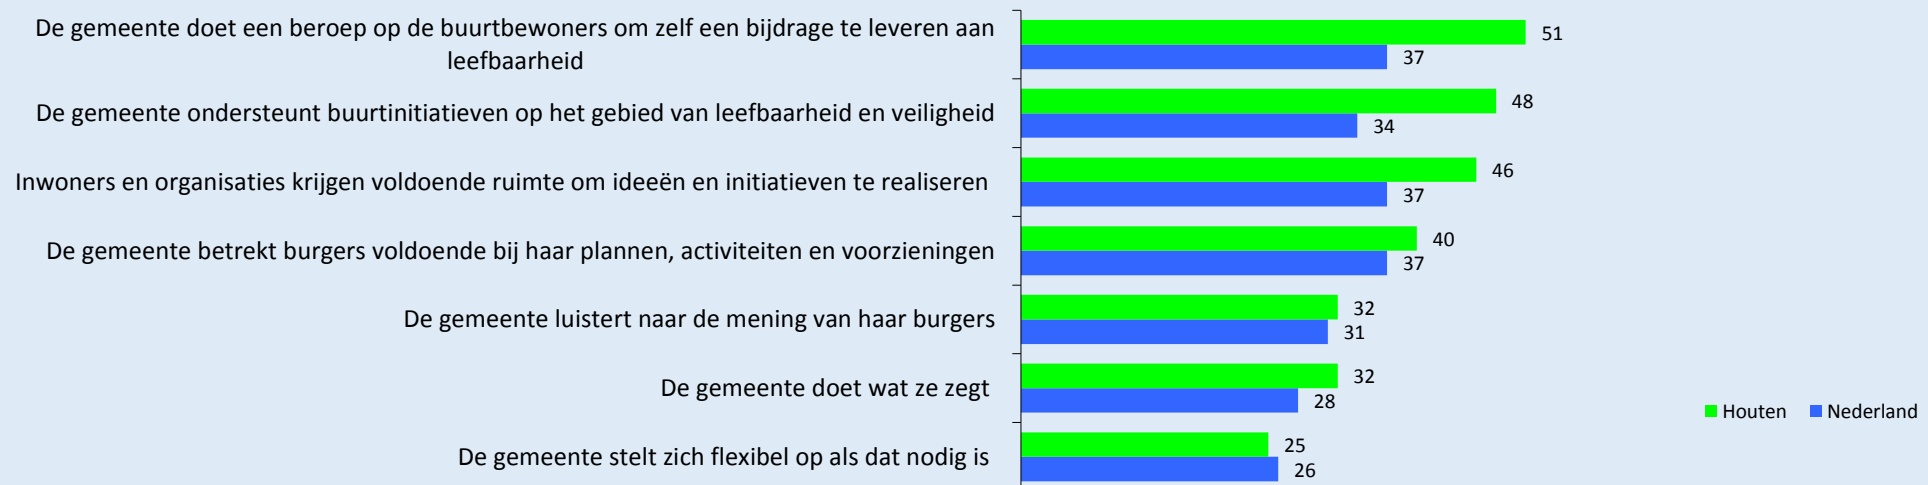 De gemeente doet een beroep op de buurtbewoners om zelf een bijdrage te leveren aan
leefbaarheid
51
37
De gemeente ondersteunt buurtinitiatieven op het gebied van leefbaarheid en veiligheid
48
34
Inwoners en organisaties krijgen voldoende ruimte om ideeën en initiatieven te realiseren
46
37
De gemeente betrekt burgers voldoende bij haar plannen, activiteiten en voorzieningen
40
37
De gemeente luistert naar de mening van haar burgers
32
31
De gemeente doet wat ze zegt
32
28
De gemeente stelt zich flexibel op als dat nodig is
25
26
Houten Nederland